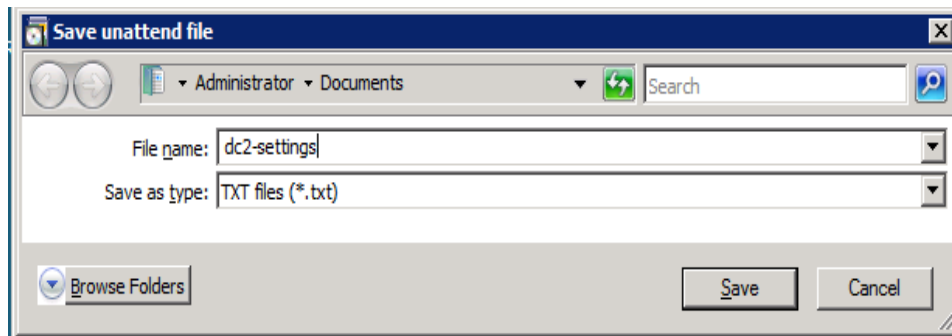 Save unattend file
Administrator Documents
Search
File name: dc2-settings
Save as type: TXT files (*.txt)
Browse Folders
Save Cancel